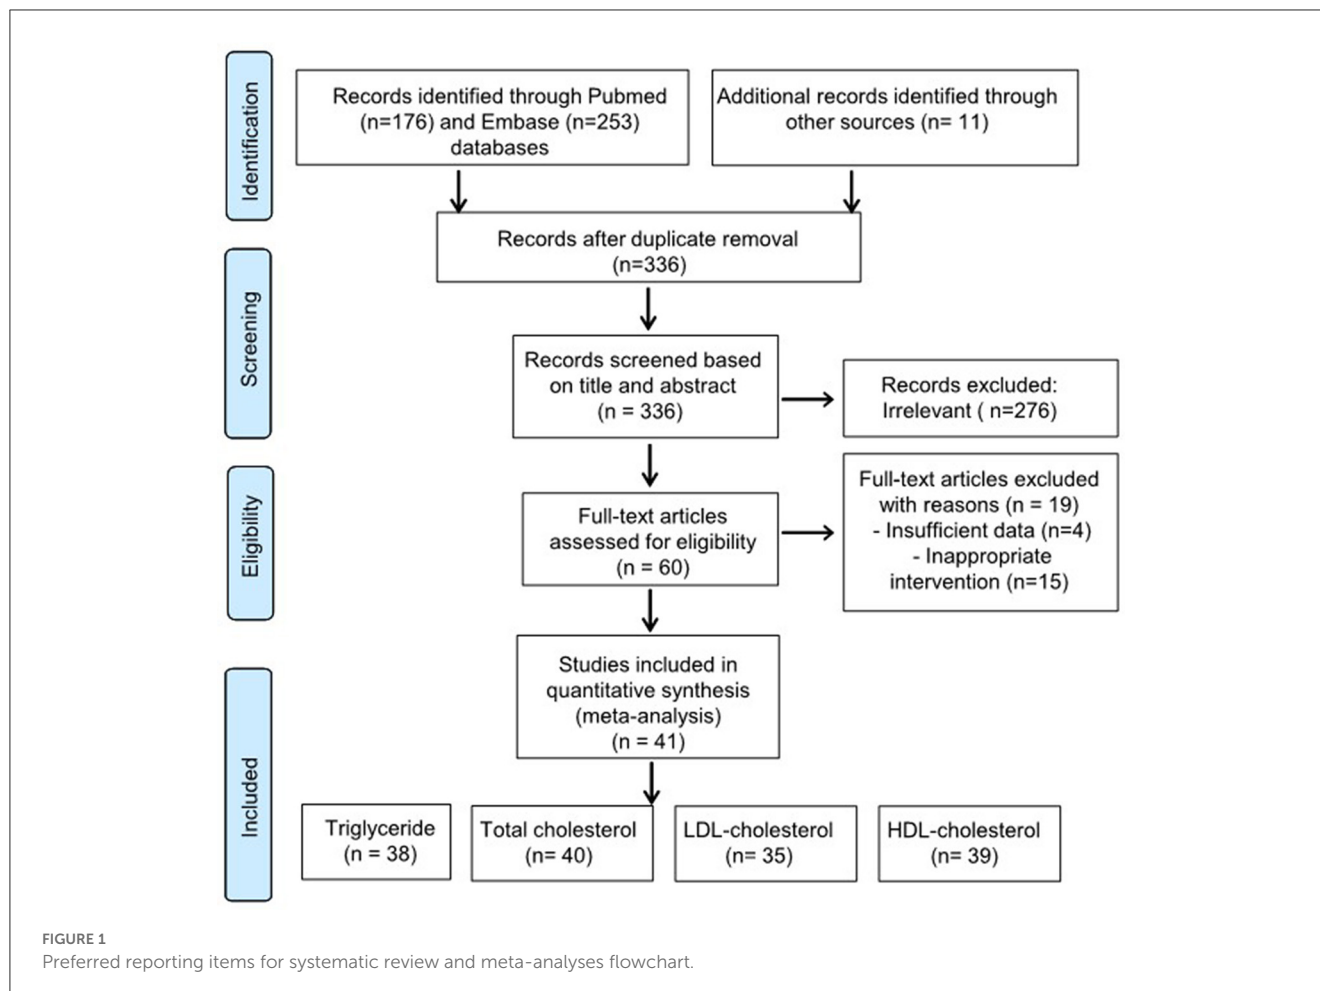 Identification
Records identified through Pubmed
(n=176) and Embase (n=253)
databases
Additional records identified through
other sources (n= 11)
Records after duplicate removal
(n=336)
Screening
Records screened based
on title and abstract
(n = 336)
Records excluded:
Irrelevant ( n=276)
Eligibility
Full-text articles
assessed for eligibility
(n = 60)
Full-text articles excluded
with reasons (n = 19)
- Insufficient data (n=4)
- Inappropriate
intervention (n=15)
Included
Studies included in
quantitative synthesis
(meta-analysis)
(n = 41)
Triglyceride
(n = 38)
Total cholesterol
(n= 40)
LDL-cholesterol
(n= 35)
HDL-cholesterol
(n= 39)
FIGURE 1
Preferred reporting items for systematic review and meta-analyses flowchart.